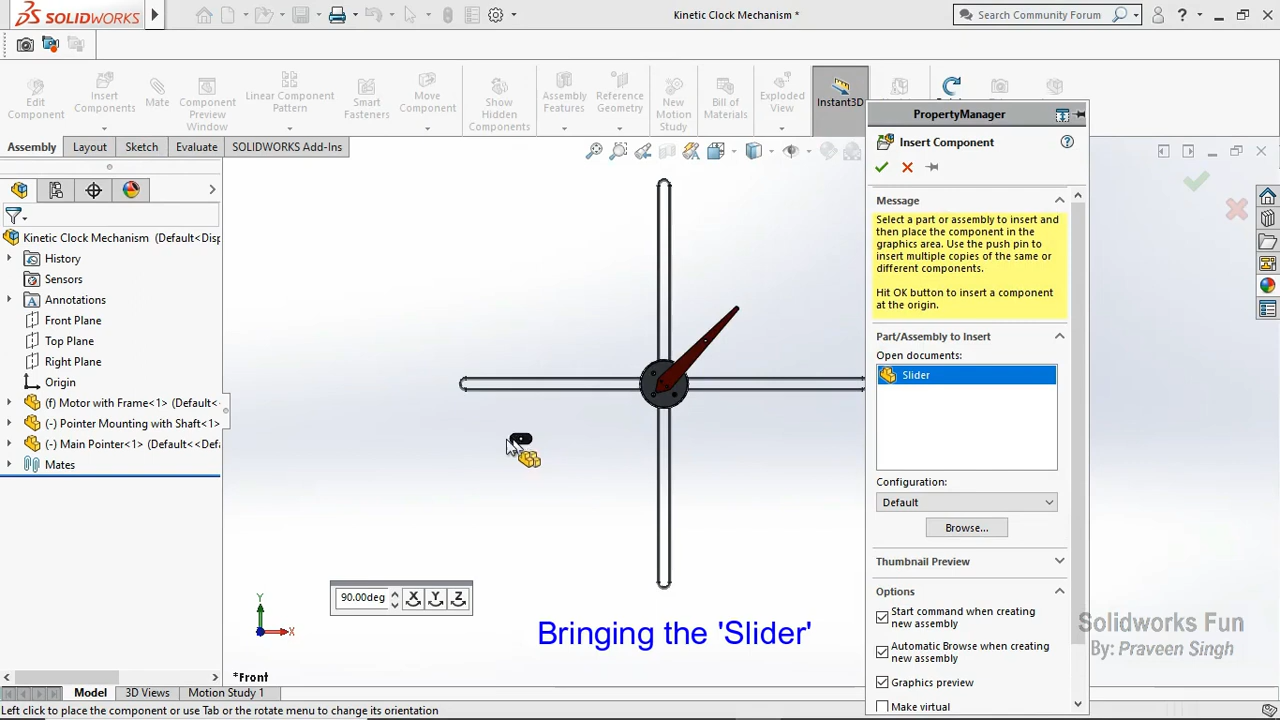 SOLIDWORKS
Kinetic Clock Mechanism *
Search Community Forum
Edit Component
Insert Components
Mate
Component Preview Window
Linear Component Pattern
Smart Fasteners
Move Component
Show Hidden Components
Assembly Features
Reference Geometry
New Motion Study
Bill of Materials
Exploded View
Instant3D
Assembly
Layout
Sketch
Evaluate
SOLIDWORKS Add-Ins
Kinetic Clock Mechanism (Default<Disp
History
Sensors
Annotations
Front Plane
Top Plane
Right Plane
Origin
(f) Motor with Frame<1> (Default<
(-) Pointer Mounting with Shaft<1>
(-) Main Pointer<1> (Default<<Defa
Mates
PropertyManager
Insert Component
Message
Select a part or assembly to insert and
then place the component in the
graphics area. Use the push pin to
insert multiple copies of the same or
different components.
Hit OK button to insert a component
at the origin.
Part/Assembly to Insert
Open documents:
Slider
Configuration:
Default
Browse...
Thumbnail Preview
Options
Start command when creating
new assembly
Automatic Browse when creating
new assembly
Graphics preview
Make virtual
90.00deg
X
Y
Z
Y
X
*Front
Bringing the 'Slider'
Solidworks Fun
By: Praveen Singh
Model
3D Views
Motion Study 1
Left click to place the component or use Tab or the rotate menu to change its orientation